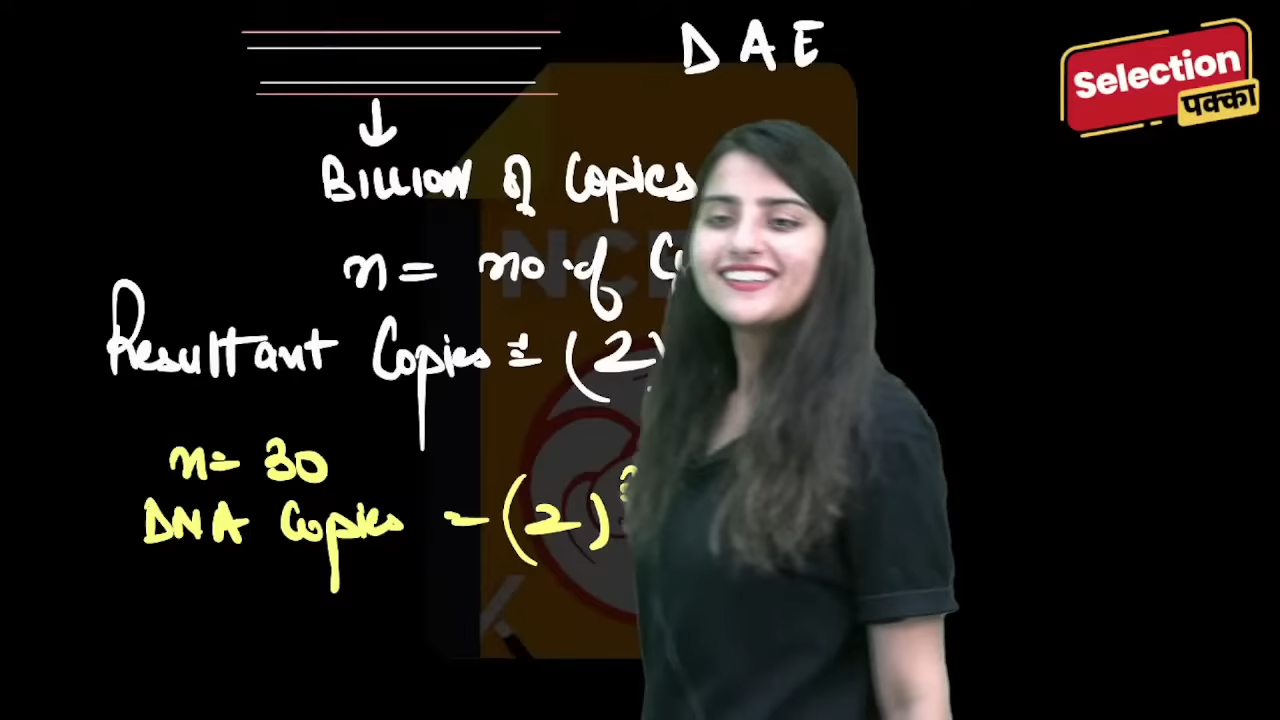 D A E
Selection
पक्का
BILLION of Copies
n = no. of C
Resultant Copies = (2)
n = 30
DNA Copies = (2)